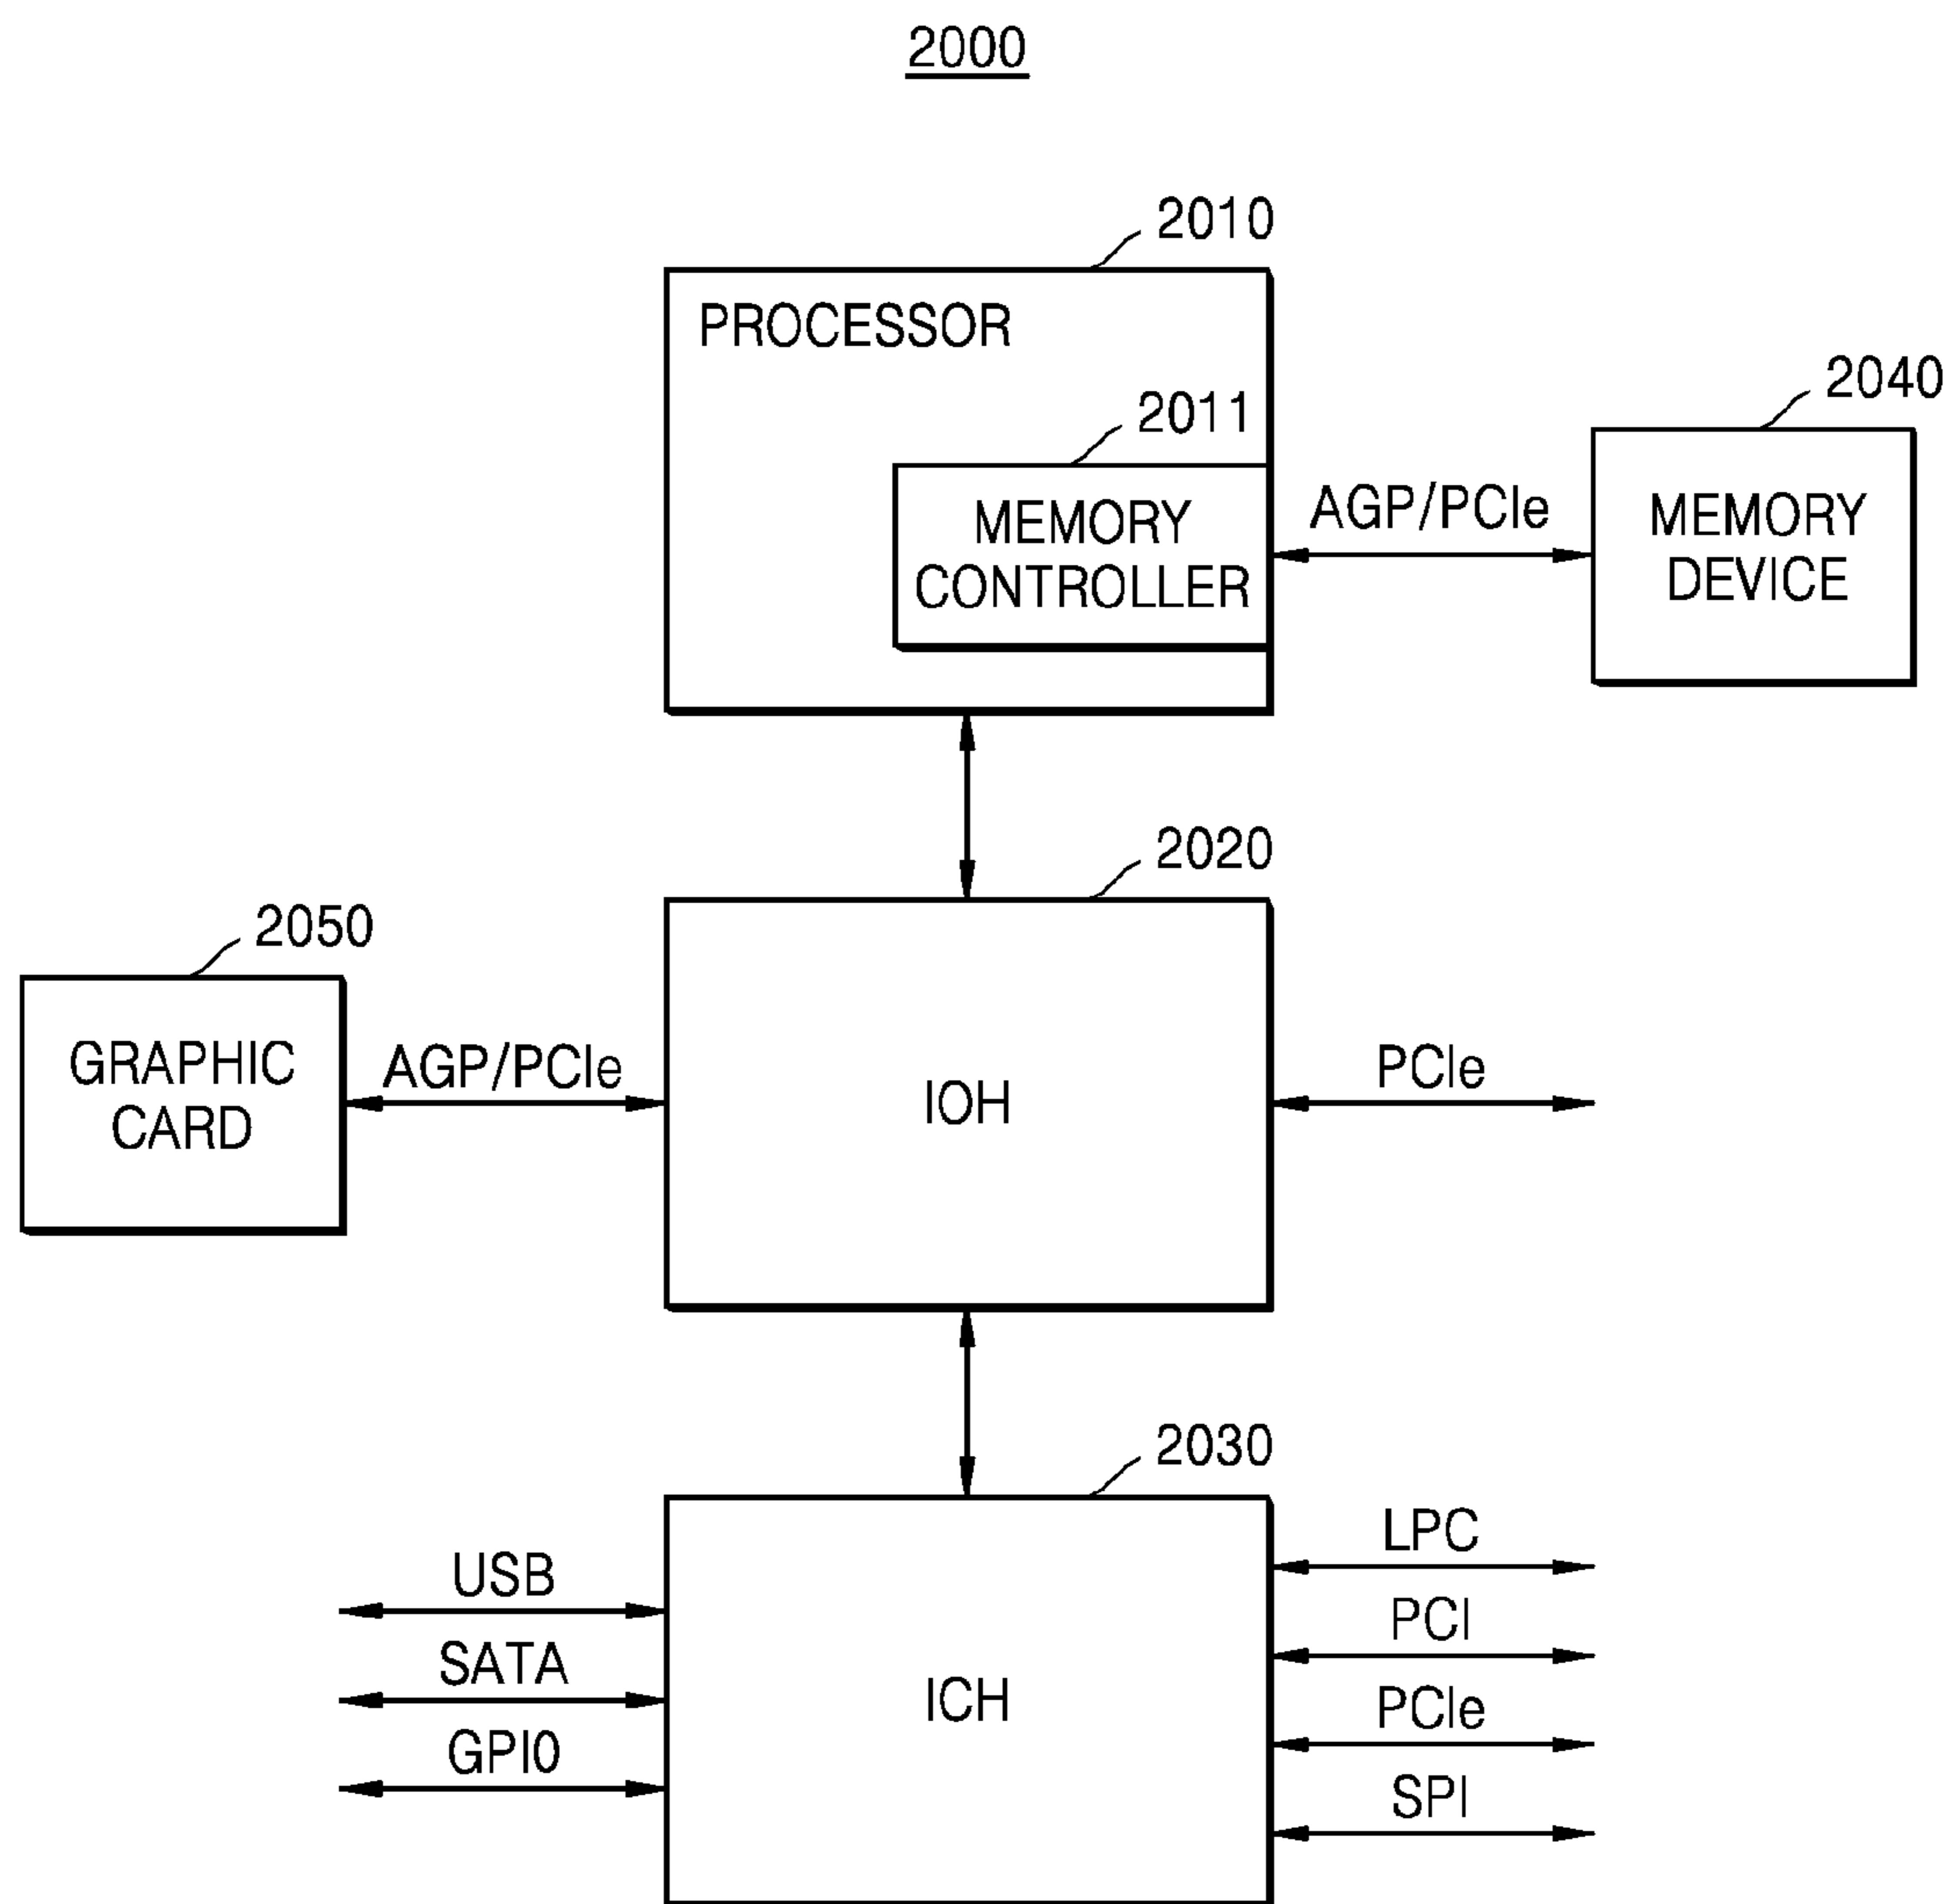 2000
2010
PROCESSOR
2011
MEMORY
CONTROLLER
AGP/PCIe
2040
MEMORY
DEVICE
2020
2050
GRAPHIC
CARD
AGP/PCIe
IOH
PCIe
2030
ICH
USB
SATA
GPI0
LPC
PCI
PCIe
SPI